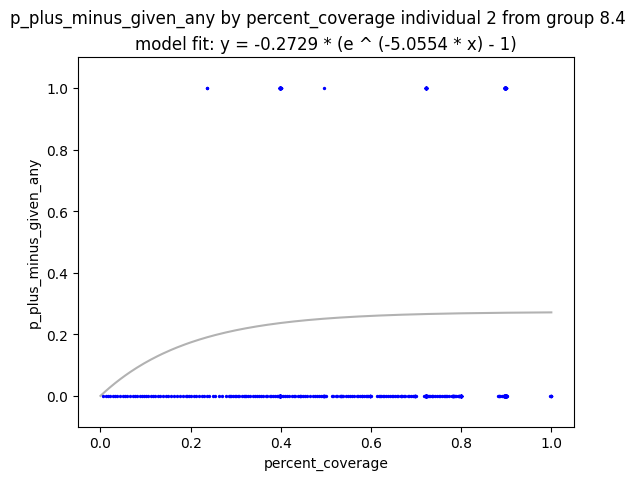 p_plus_minus_given_any by percent_coverage individual 2 from group 8.4
model fit: y = -0.2729 * (e ^ (-5.0554 * x) - 1)
1.0
0.8
0.6
0.4
0.2
0.0
p_plus_minus_given_any
0.0 0.2 0.4 0.6 0.8 1.0
percent_coverage